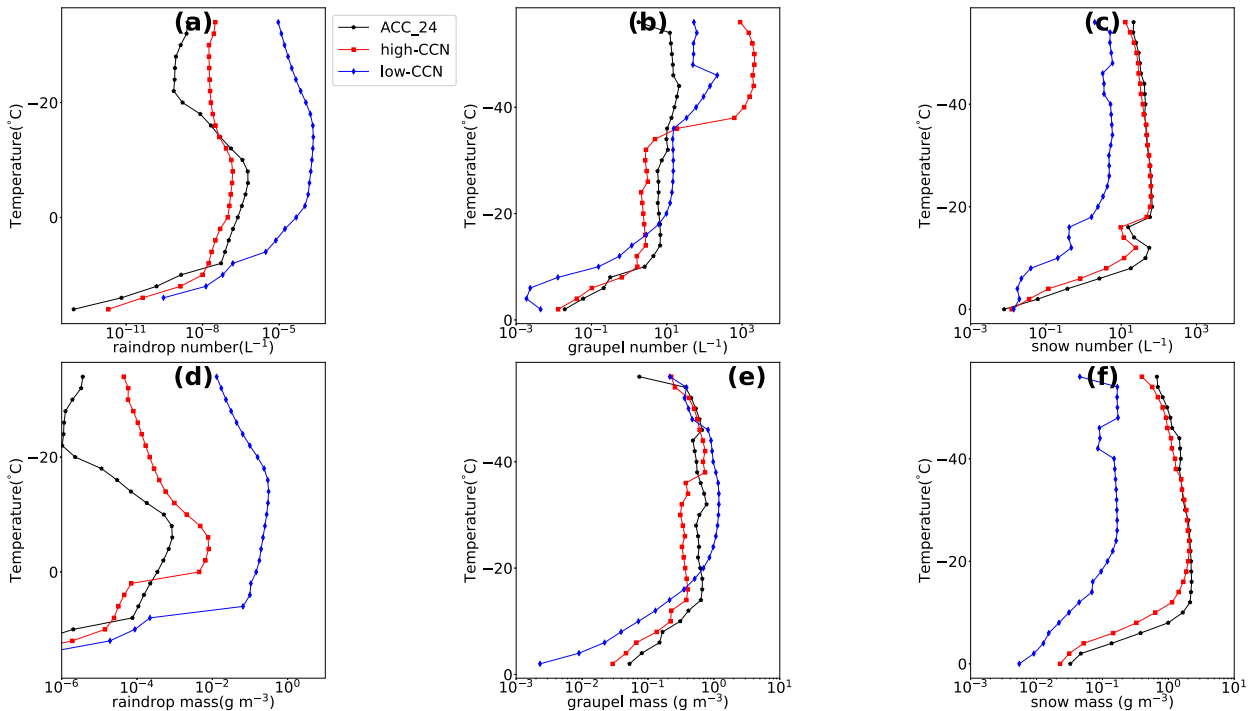 (a)
ACC_24
high-CCN
low-CCN
−20
0
Temperature(°C)
10⁻¹¹ 10⁻⁸ 10⁻⁵
raindrop number(L⁻¹)
(b)
−40
−20
0
Temperature(°C)
10⁻³ 10⁻¹ 10¹ 10³
graupel number (L⁻¹)
(c)
−40
−20
0
Temperature(°C)
10⁻³ 10⁻¹ 10¹ 10³
snow number (L⁻¹)
(d)
−20
0
Temperature(°C)
10⁻⁶ 10⁻⁴ 10⁻² 10⁰
raindrop mass(g m⁻³)
(e)
−40
−20
0
Temperature(°C)
10⁻³ 10⁻² 10⁻¹ 10⁰ 10¹
graupel mass (g m⁻³)
(f)
−40
−20
0
Temperature(°C)
10⁻³ 10⁻² 10⁻¹ 10⁰ 10¹
snow mass (g m⁻³)